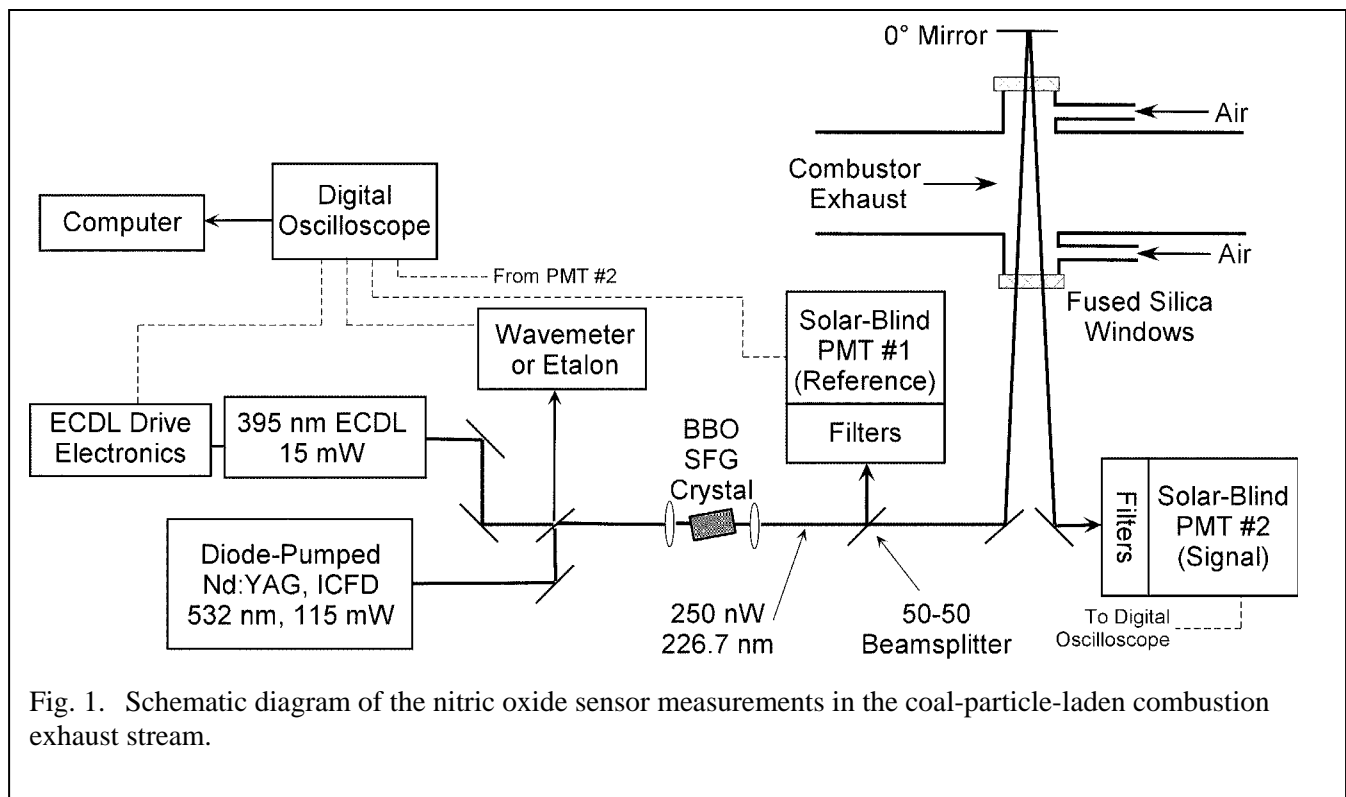 0° Mirror
Air
Combustor
Exhaust
Air
Fused Silica
Windows
Digital
Oscilloscope
Computer
From PMT #2
Wavemeter
or Etalon
Solar-Blind
PMT #1
(Reference)
Filters
ECDL Drive
Electronics
395 nm ECDL
15 mW
BBO
SFG
Crystal
Diode-Pumped
Nd:YAG, ICFD
532 nm, 115 mW
250 nW
226.7 nm
50-50
Beamsplitter
Filters
Solar-Blind
PMT #2
(Signal)
To Digital
Oscilloscope
Fig. 1. Schematic diagram of the nitric oxide sensor measurements in the coal-particle-laden combustion
exhaust stream.